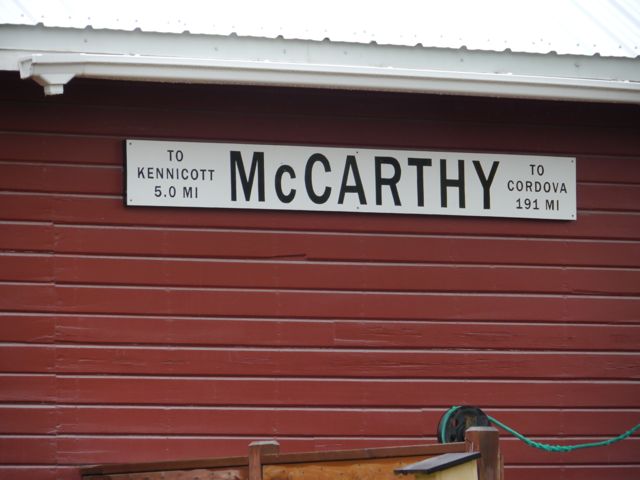 TO
KENNICOTT
5.0 MI
McCARTHY
TO
CORDOVA
191 MI